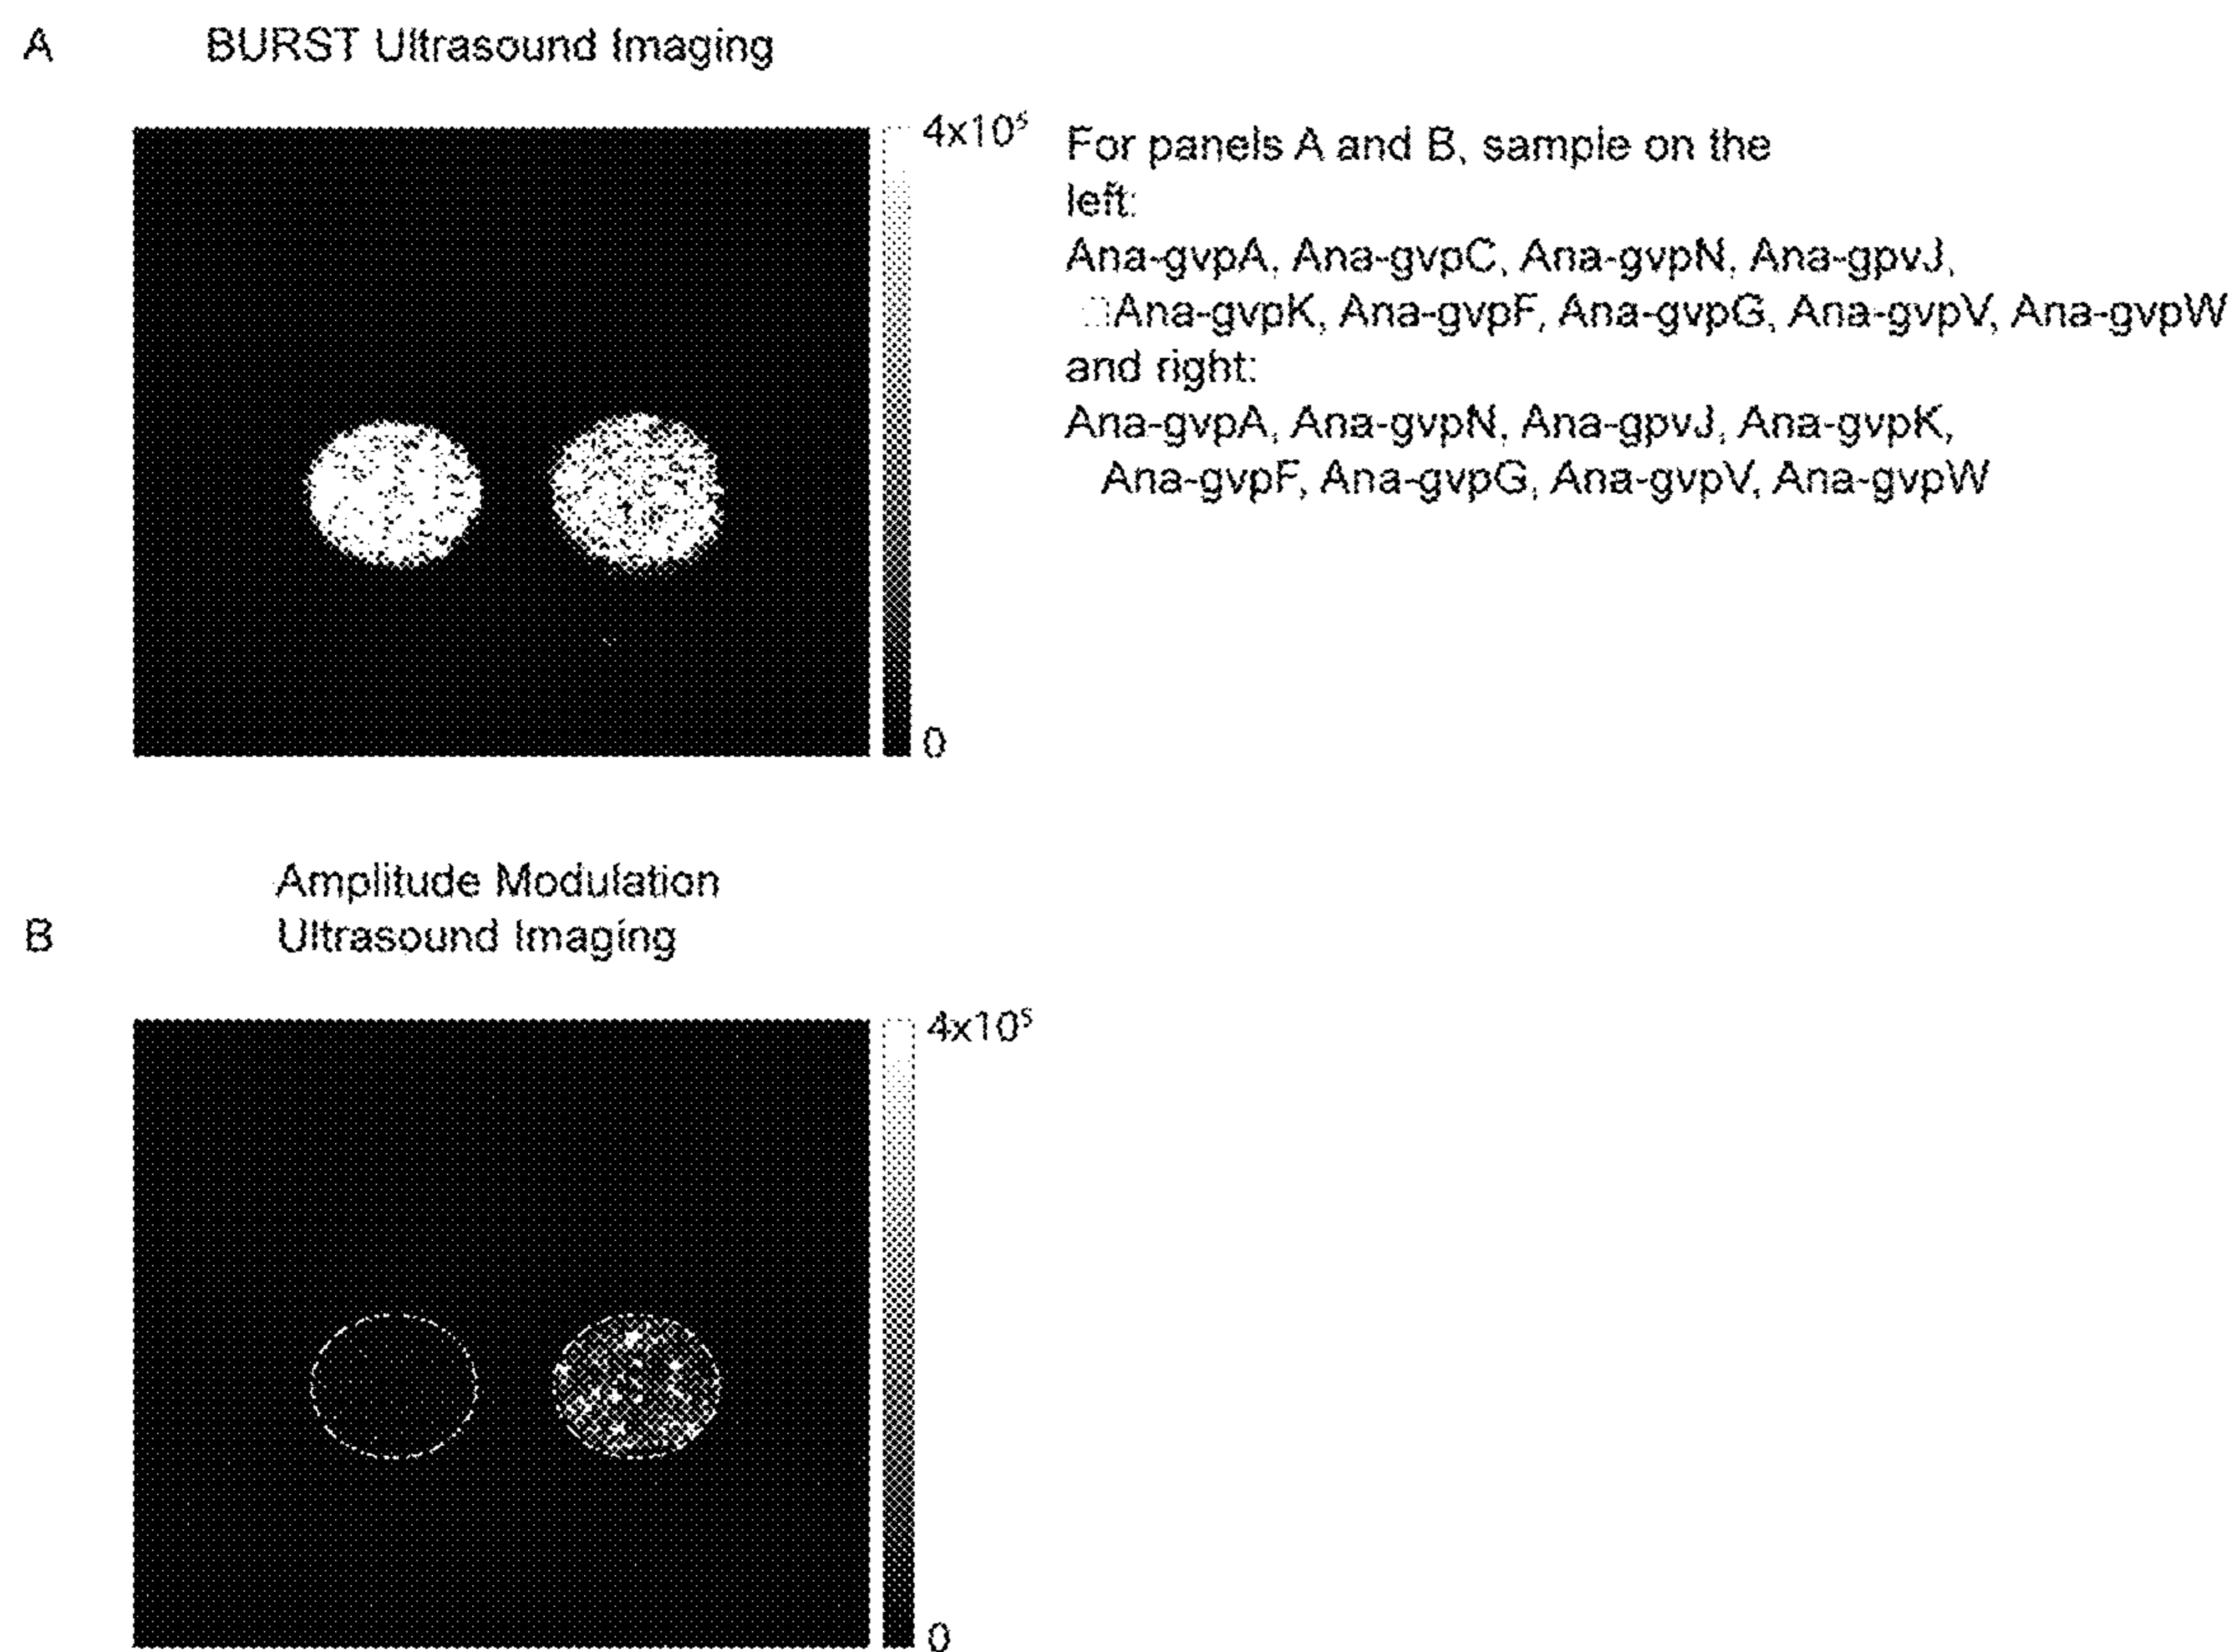 A BURST Ultrasound Imaging
4x10⁵
For panels A and B, sample on the
left:
Ana-gvpA, Ana-gvpC, Ana-gvpN, Ana-gpvJ,
Ana-gvpK, Ana-gvpF, Ana-gvpG, Ana-gvpV, Ana-gvpW
and right:
Ana-gvpA, Ana-gvpN, Ana-gpvJ, Ana-gvpK,
Ana-gvpF, Ana-gvpG, Ana-gvpV, Ana-gvpW
0
Amplitude Modulation
B Ultrasound Imaging
4x10⁵
0